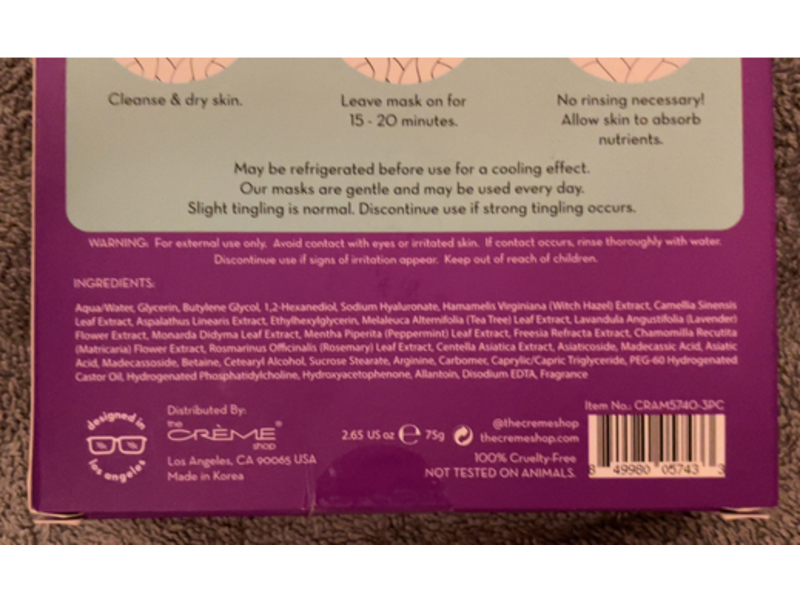 Cleanse & dry skin.
Leave mask on for
15 - 20 minutes.
No rinsing necessary!
Allow skin to absorb
nutrients.
May be refrigerated before use for a cooling effect.
Our masks are gentle and may be used every day.
Slight tingling is normal. Discontinue use if strong tingling occurs.
WARNING: For external use only. Avoid contact with eyes or irritated skin. If contact occurs, rinse thoroughly with water.
Discontinue use if signs of irritation appear. Keep out of reach of children.
INGREDIENTS:
Aqua/Water, Glycerin, Butylene Glycol, 1,2-Hexanediol, Sodium Hyaluronate, Hamamelis Virginiana (Witch Hazel) Extract, Camellia Sinensis
Leaf Extract, Aspalathus Linearis Extract, Ethylhexylglycerin, Melaleuca Alternifolia (Tea Tree) Leaf Extract, Lavandula Angustifolia (Lavender)
Flower Extract, Monarda Didyma Leaf Extract, Mentha Piperita (Peppermint) Leaf Extract, Freesia Refracta Extract, Chamomilla Recutita
(Matricaria) Flower Extract, Rosmarinus Officinalis (Rosemary) Leaf Extract, Centella Asiatica Extract, Asiaticoside, Madecassic Acid, Asiatic
Acid, Madecassoside, Betaine, Cetearyl Alcohol, Sucrose Stearate, Arginine, Carbomer, Caprylic/Capric Triglyceride, PEG-60 Hydrogenated
Castor Oil, Hydrogenated Phosphatidylcholine, Hydroxyacetophenone, Allantoin, Disodium EDTA, Fragrance
designed in
los angeles
Distributed By:
the
CRÈME®
shop
Los Angeles, CA 90065 USA
Made in Korea
2.65 US oz ℮ 75g
@thecremeshop
thecremeshop.com
100% Cruelty-Free
NOT TESTED ON ANIMALS.
Item No.: CRAM5740-3PC
8 49980 05743 3